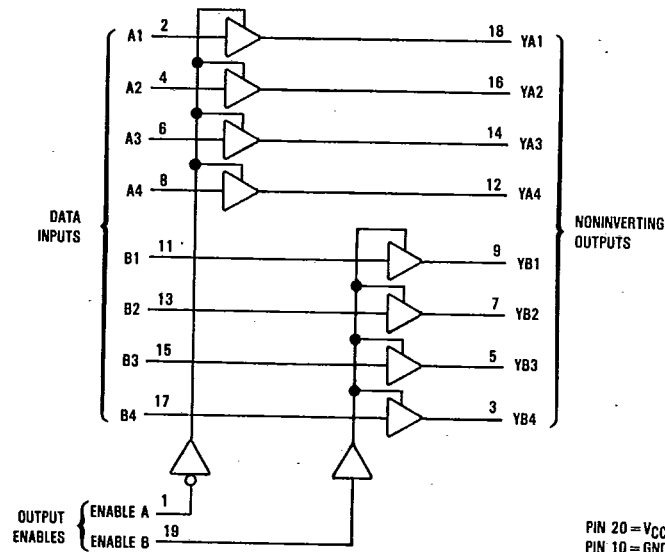 A1 2 18 YA1
A2 4 16 YA2
A3 6 14 YA3
A4 8 12 YA4
DATA
INPUTS
NONINVERTING
OUTPUTS
B1 11 9 YB1
B2 13 7 YB2
B3 15 5 YB3
B4 17 3 YB4
OUTPUT
ENABLES
ENABLE A 1
ENABLE B 19
PIN 20=VCC
PIN 10=GND